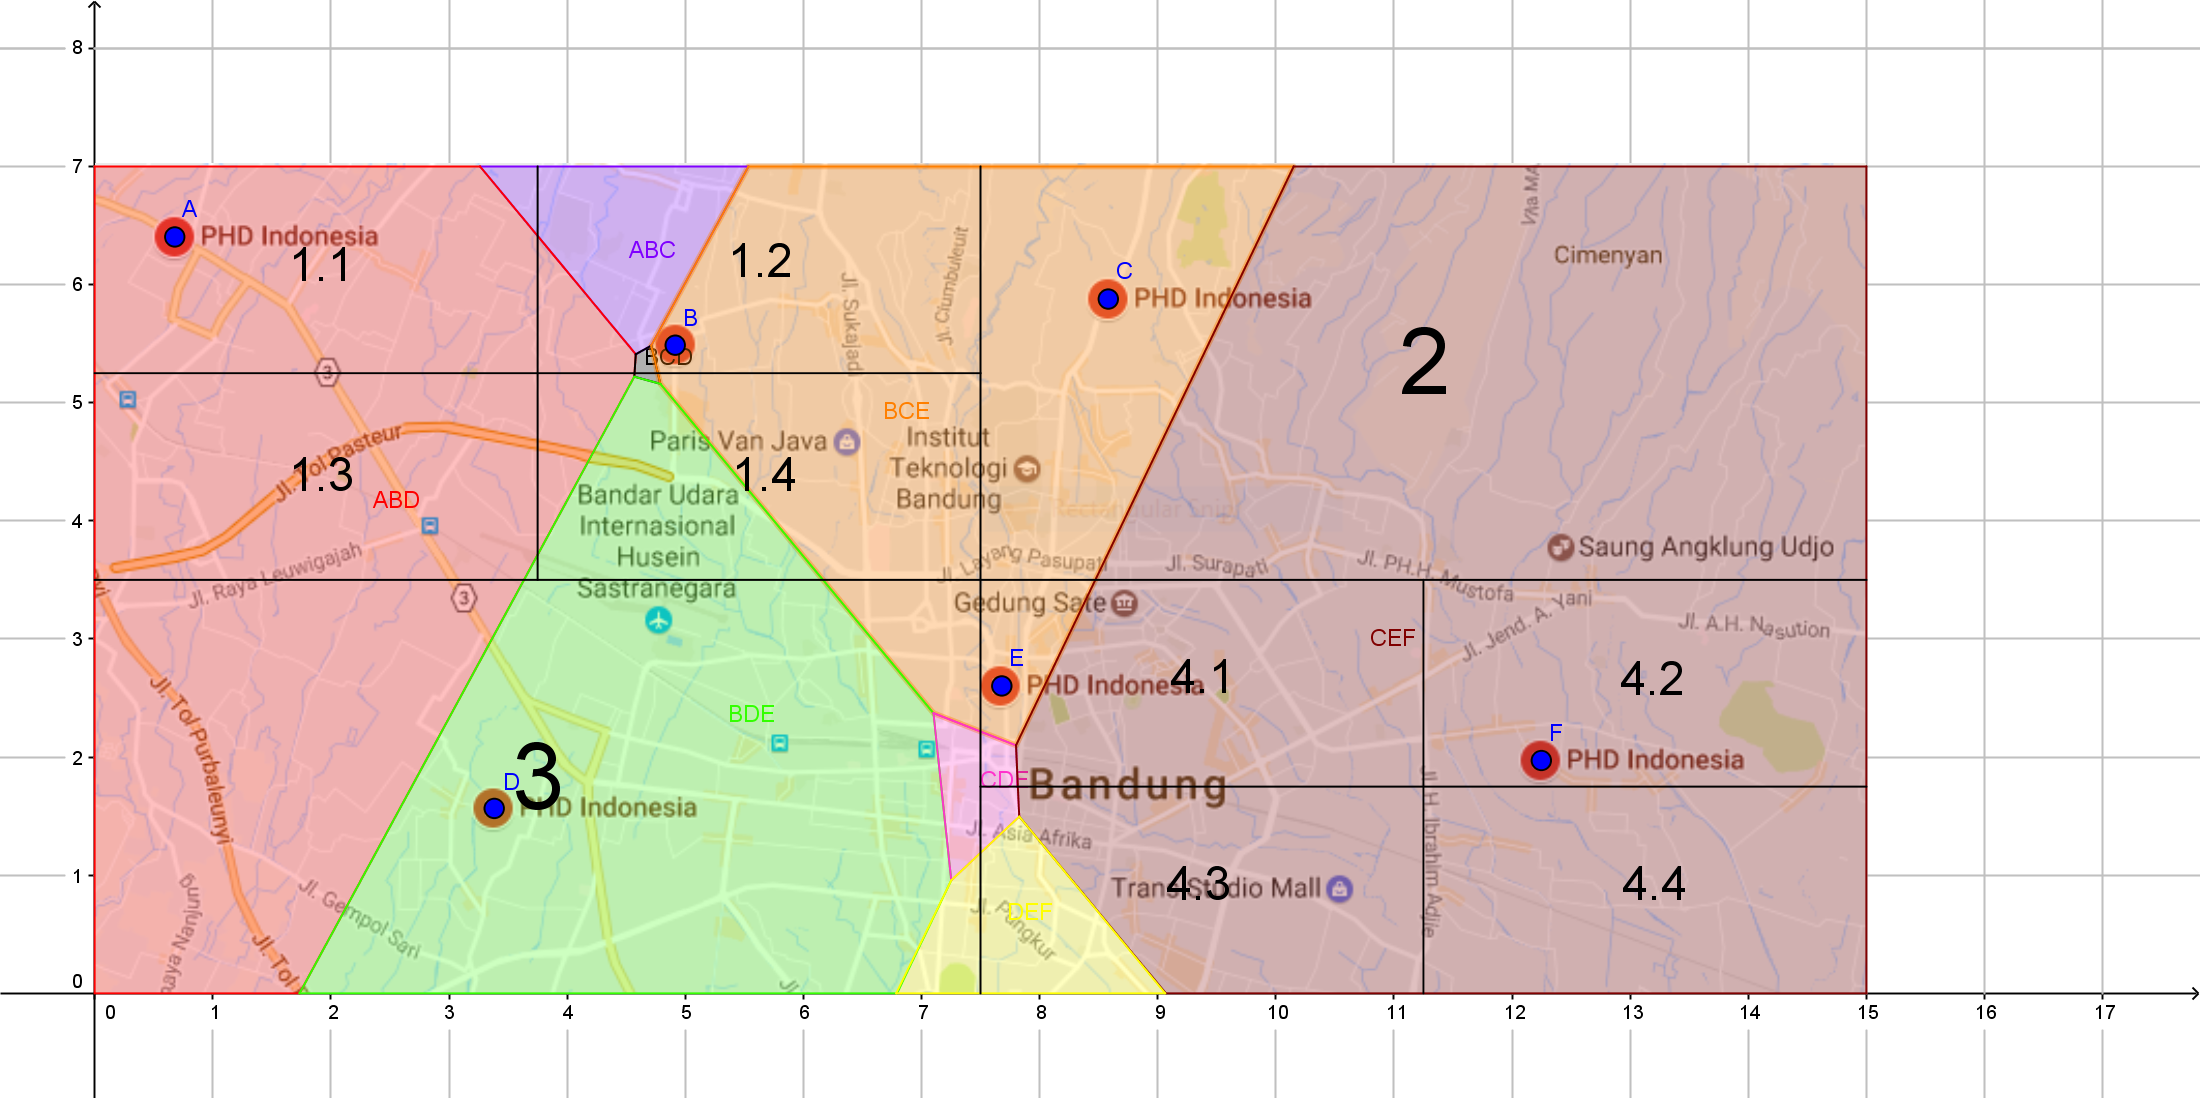 8
7
A
PHD Indonesia
1.1
ABC
1.2
Jl. Ciumbuleuit
Jl. Sukajadi
Cimenyan
C
PHD Indonesia
6
B
BCD
3
2
5
BCE
Paris Van Java
Institut
Teknologi
Bandung
1.4
1.3
Jl. Tol Pasteur
ABD
Bandar Udara
Internasional
Husein
Sastranegara
Rectangular Snip
4
Jl. Layang Pasupati
Jl. Surapati
Jl. PH.H. Mustofa
Saung Angklung Udjo
Jl. Raya Leuwigajah
3
Gedung Sate
Jl. Jend. A. Yani
Jl. A.H. Nasution
3
CEF
E
PHD Indonesia
4.1
4.2
Jl. Tol Purbaleunyi
BDE
F
PHD Indonesia
2
3
D
PHD Indonesia
CDF
Bandung
Jl. Asia Afrika
Jl. H. Ibrahim Adjie
1
Trans Studio Mall
4.3
4.4
DEF
Jl. Pungkur
Jl. Gempol Sari
Jl. Tol
Jl.
0
0 1 2 3 4 5 6 7 8 9 10 11 12 13 14 15 16 17